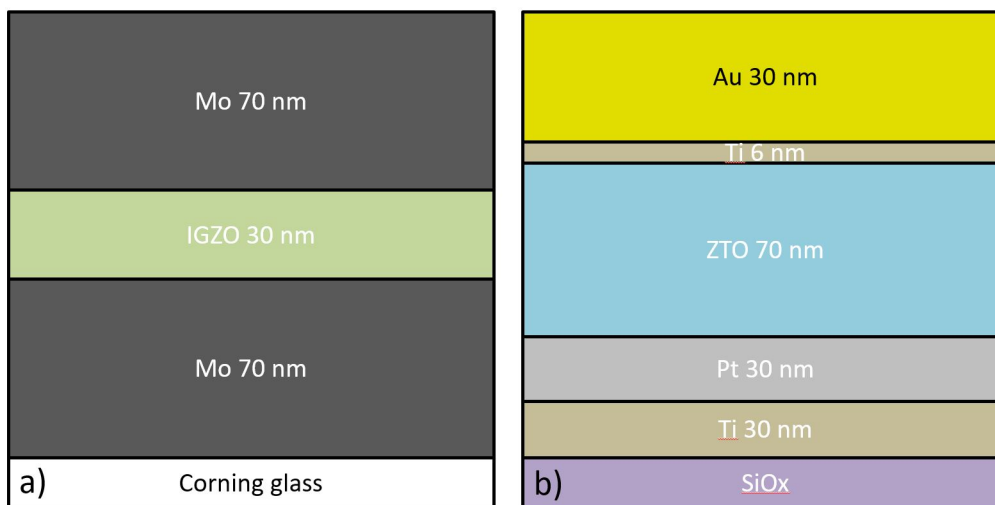 Mo 70 nm
IGZO 30 nm
Mo 70 nm
Corning glass
a)
Au 30 nm
Ti 6 nm
ZTO 70 nm
Pt 30 nm
Ti 30 nm
SiOx
b)